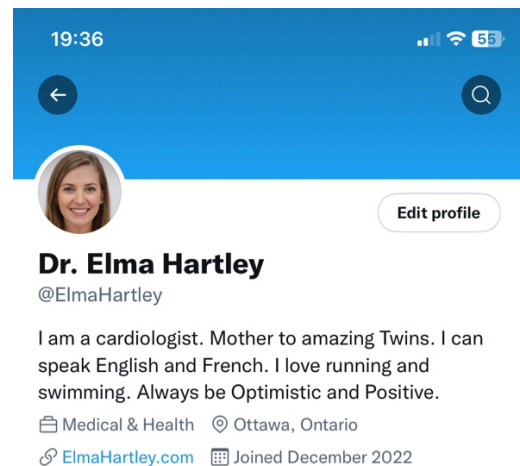 19:36
55
Edit profile
Dr. Elma Hartley
@ElmaHartley
I am a cardiologist. Mother to amazing Twins. I can
speak English and French. I love running and
swimming. Always be Optimistic and Positive.
Medical & Health Ottawa, Ontario
ElmaHartley.com Joined December 2022